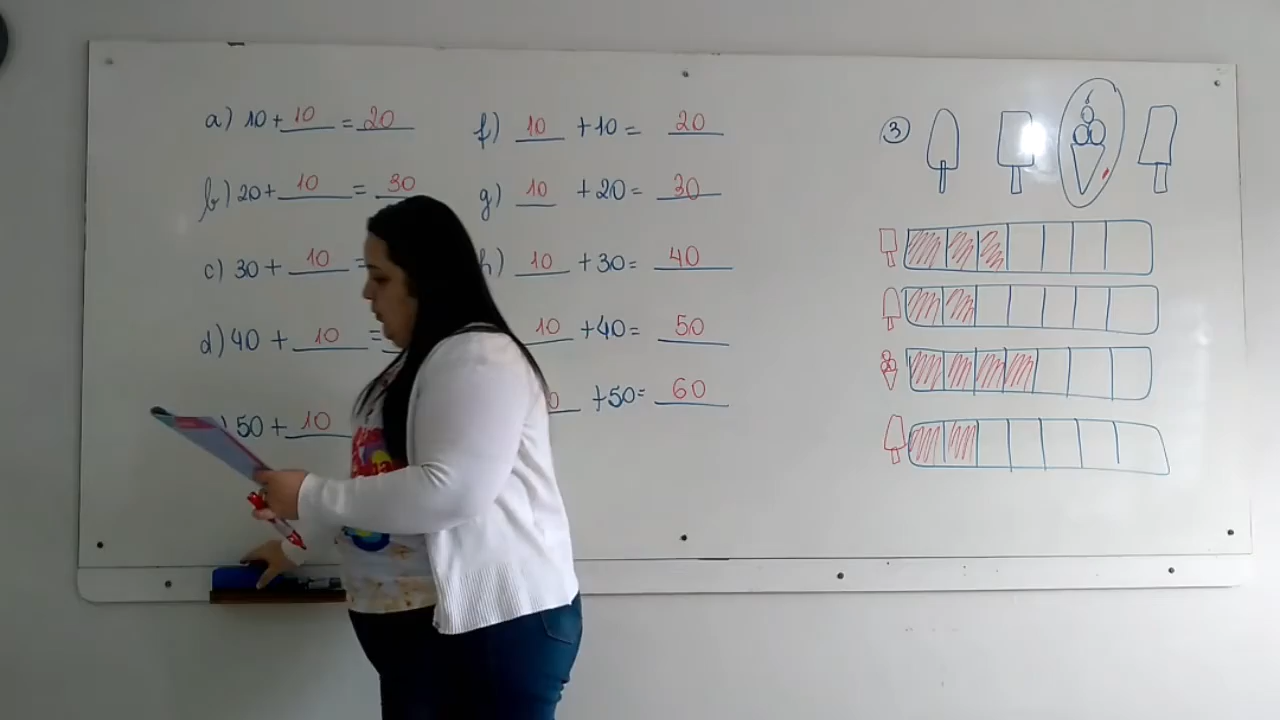 a) 10 + 10 = 20
b) 20 + 10 = 30
c) 30 + 10 =
d) 40 + 10 =
) 50 + 10
f) 10 + 10 = 20
g) 10 + 20 = 30
h) 10 + 30 = 40
10 + 40 = 50
0 + 50 = 60
3